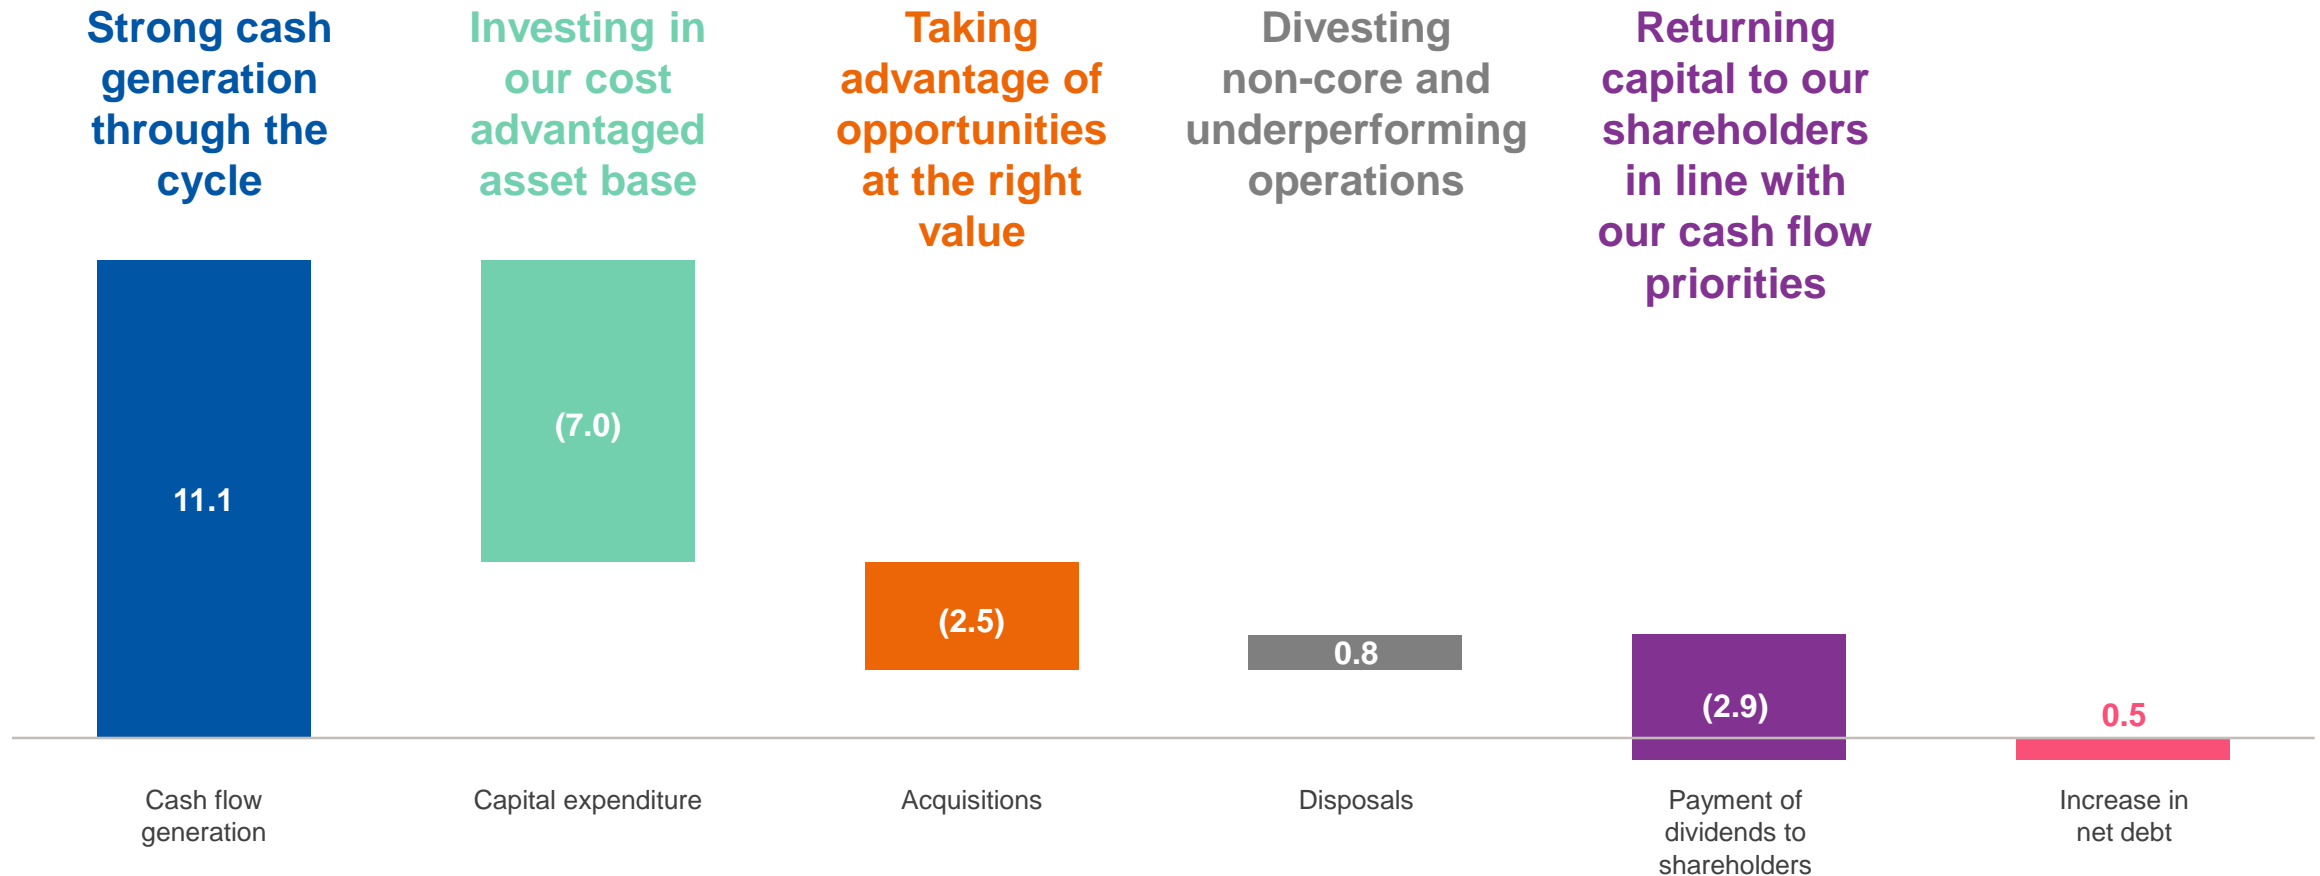 Strong cash
generation
through the
cycle
Investing in
our cost
advantaged
asset base
Taking
advantage of
opportunities
at the right
value
Divesting
non-core and
underperforming
operations
Returning
capital to our
shareholders
in line with
our cash flow
priorities
11.1
(7.0)
(2.5)
0.8
(2.9)
0.5
Cash flow
generation
Capital expenditure
Acquisitions
Disposals
Payment of
dividends to
shareholders
Increase in
net debt